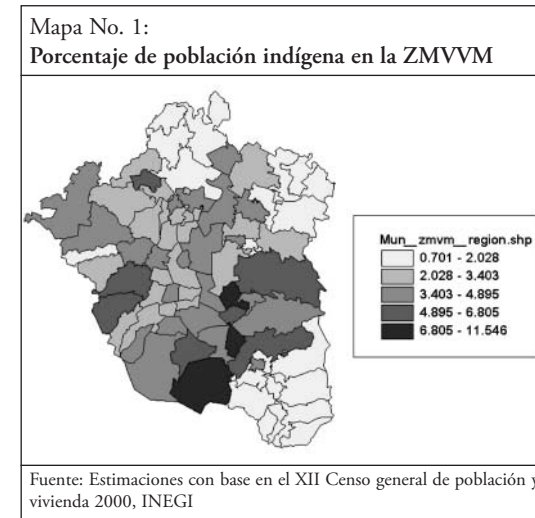 Mapa No. 1:
Porcentaje de población indígena en la ZMVVM
Mun__zmvm__region.shp
0.701 - 2.028
2.028 - 3.403
3.403 - 4.895
4.895 - 6.805
6.805 - 11.546
Fuente: Estimaciones con base en el XII Censo general de población y
vivienda 2000, INEGI